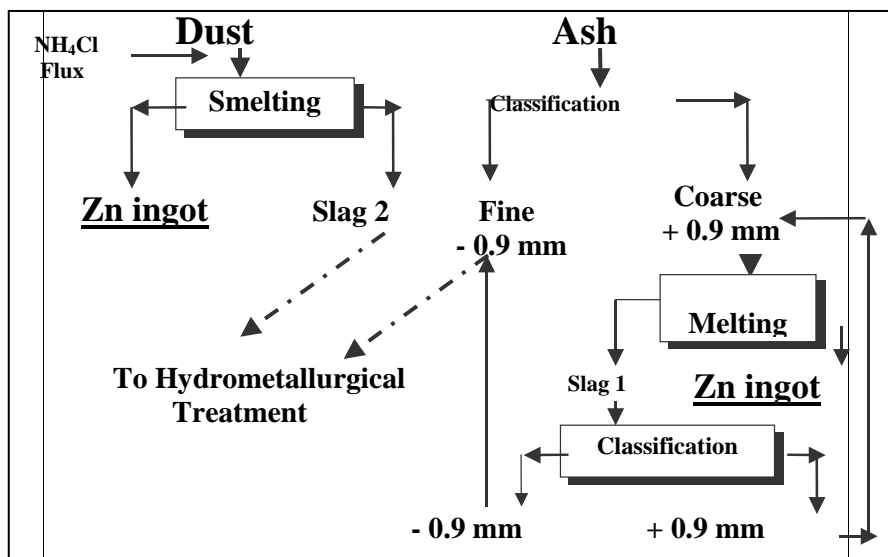 Dust
Ash
NH₄Cl
Flux
Smelting
Classification
Zn ingot
Slag 2
Fine
- 0.9 mm
Coarse
+ 0.9 mm
Melting
To Hydrometallurgical
Treatment
Slag 1
Zn ingot
Classification
- 0.9 mm
+ 0.9 mm